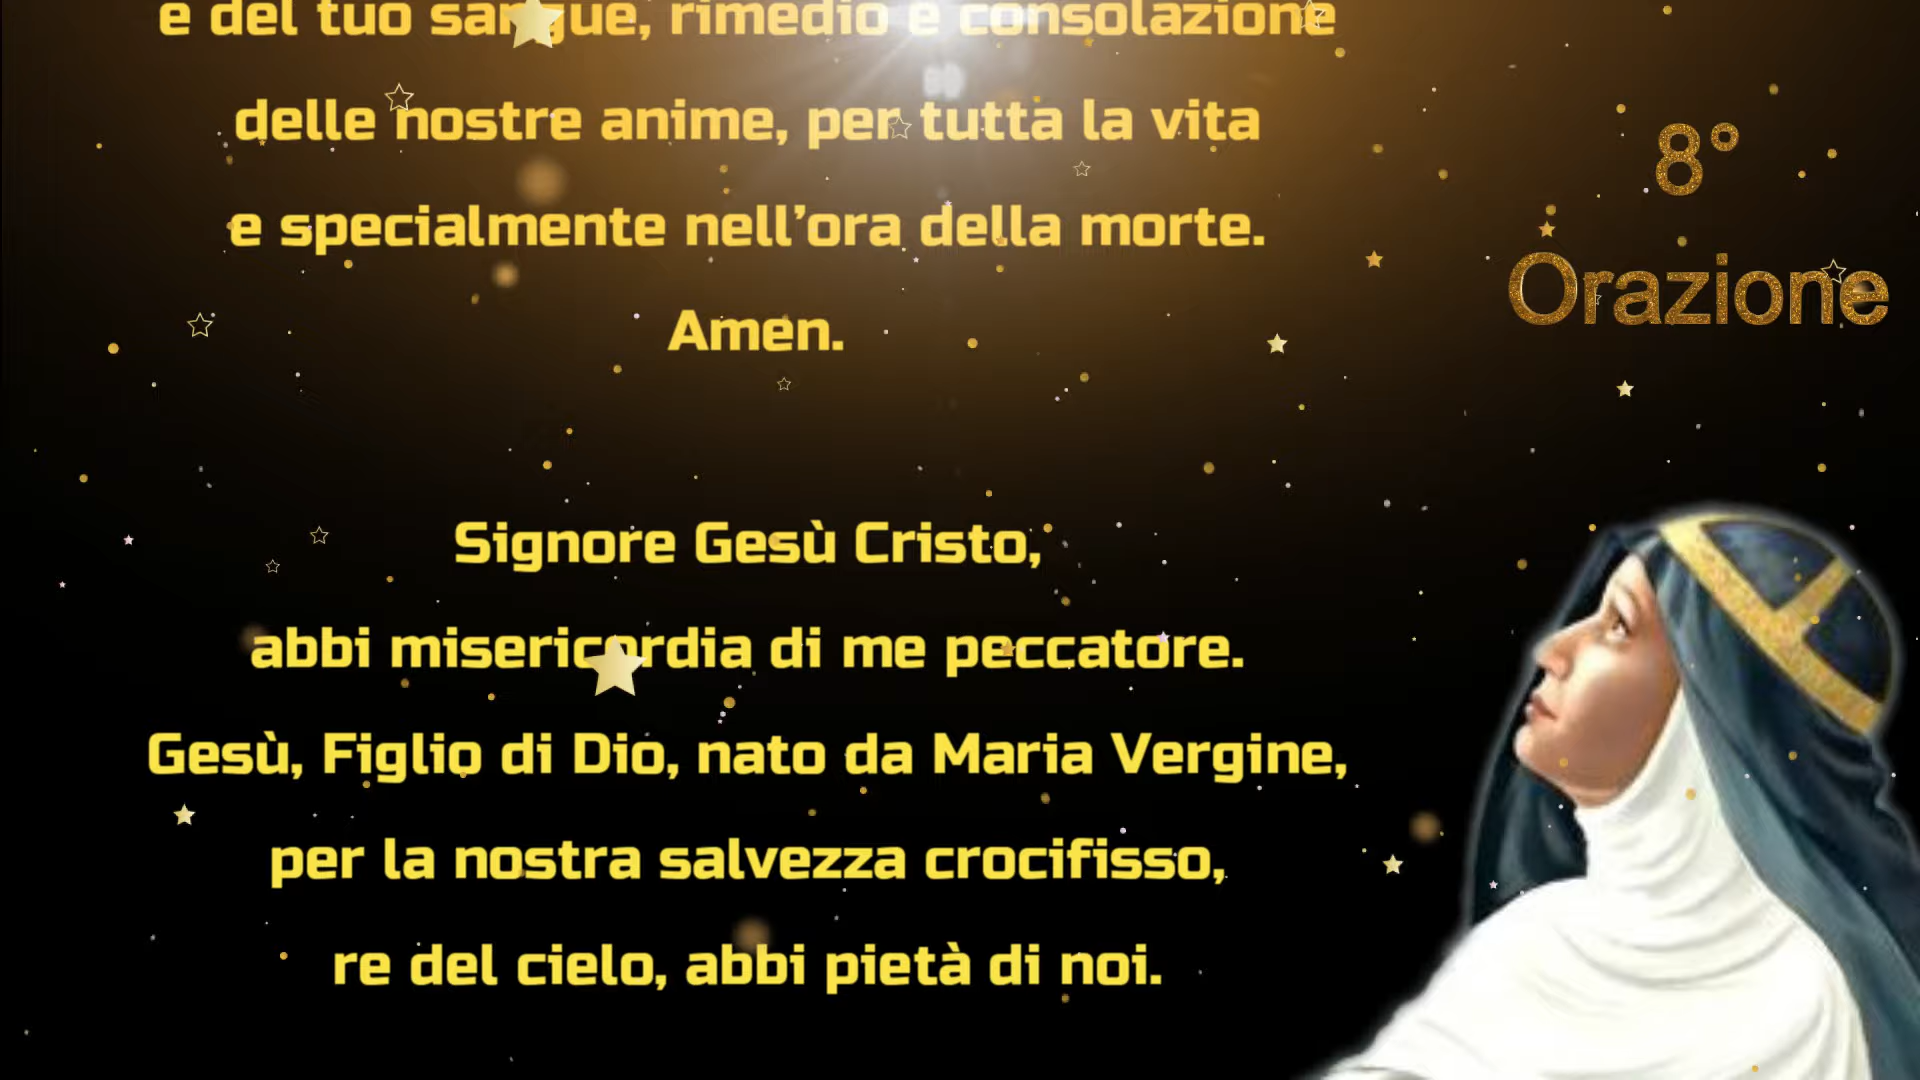 e del tuo sangue, rimedio e consolazione
delle nostre anime, per tutta la vita
e specialmente nell’ora della morte.
Amen.
Signore Gesù Cristo,
abbi misericordia di me peccatore.
Gesù, Figlio di Dio, nato da Maria Vergine,
per la nostra salvezza crocifisso,
re del cielo, abbi pietà di noi.
8°
Orazione